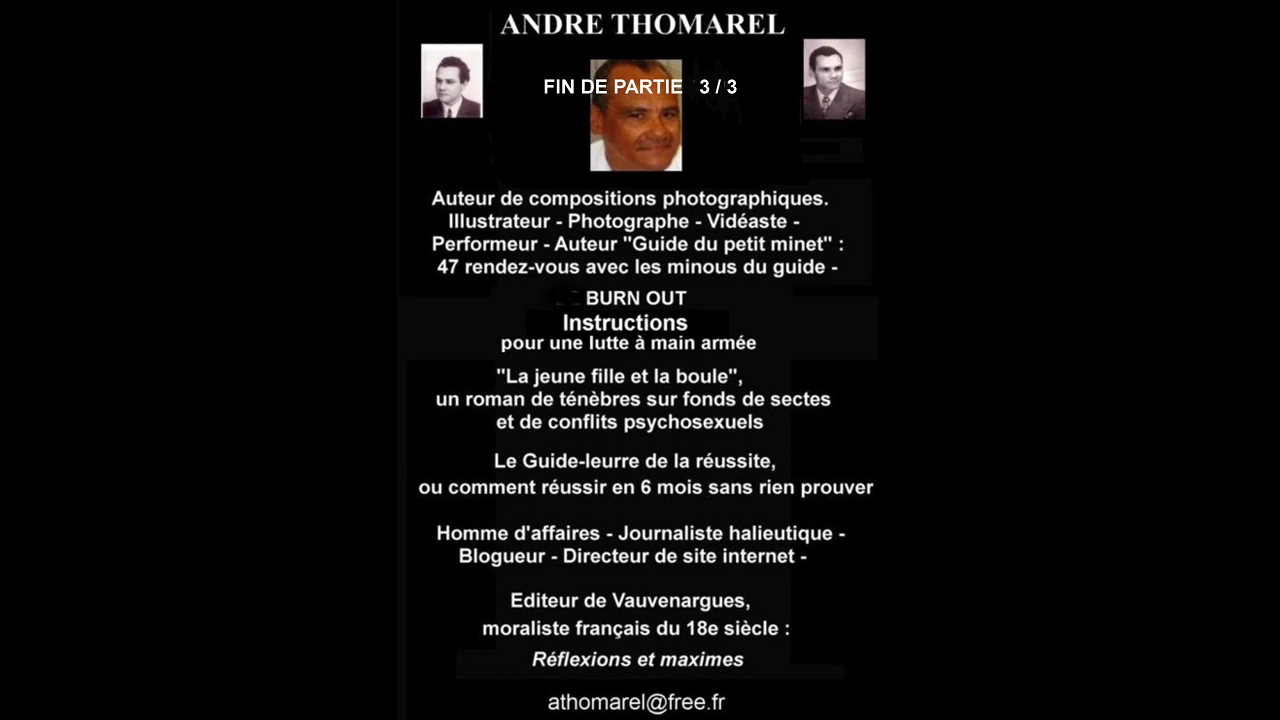 ANDRE THOMAREL
FIN DE PARTIE 3 / 3
Auteur de compositions photographiques.
Illustrateur - Photographe - Vidéaste -
Performeur - Auteur "Guide du petit minet" :
47 rendez-vous avec les minous du guide -
BURN OUT
Instructions
pour une lutte à main armée
"La jeune fille et la boule",
un roman de ténèbres sur fonds de sectes
et de conflits psychosexuels
Le Guide-leurre de la réussite,
ou comment réussir en 6 mois sans rien prouver
Homme d'affaires - Journaliste halieutique -
Blogueur - Directeur de site internet -
Editeur de Vauvenargues,
moraliste français du 18e siècle :
Réflexions et maximes
athomarel@free.fr